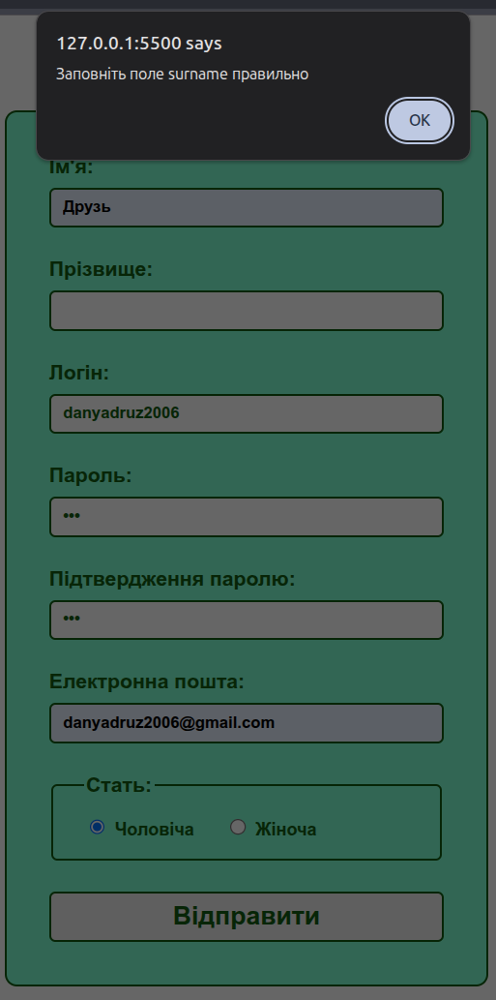 127.0.0.1:5500 says
Заповніть поле surname правильно
OK
Ім'я:
Друзь
Прізвище:
Логін:
danyadruz2006
Пароль:
•••
Підтвердження паролю:
•••
Електронна пошта:
danyadruz2006@gmail.com
Стать:
Чоловіча Жіноча
Відправити